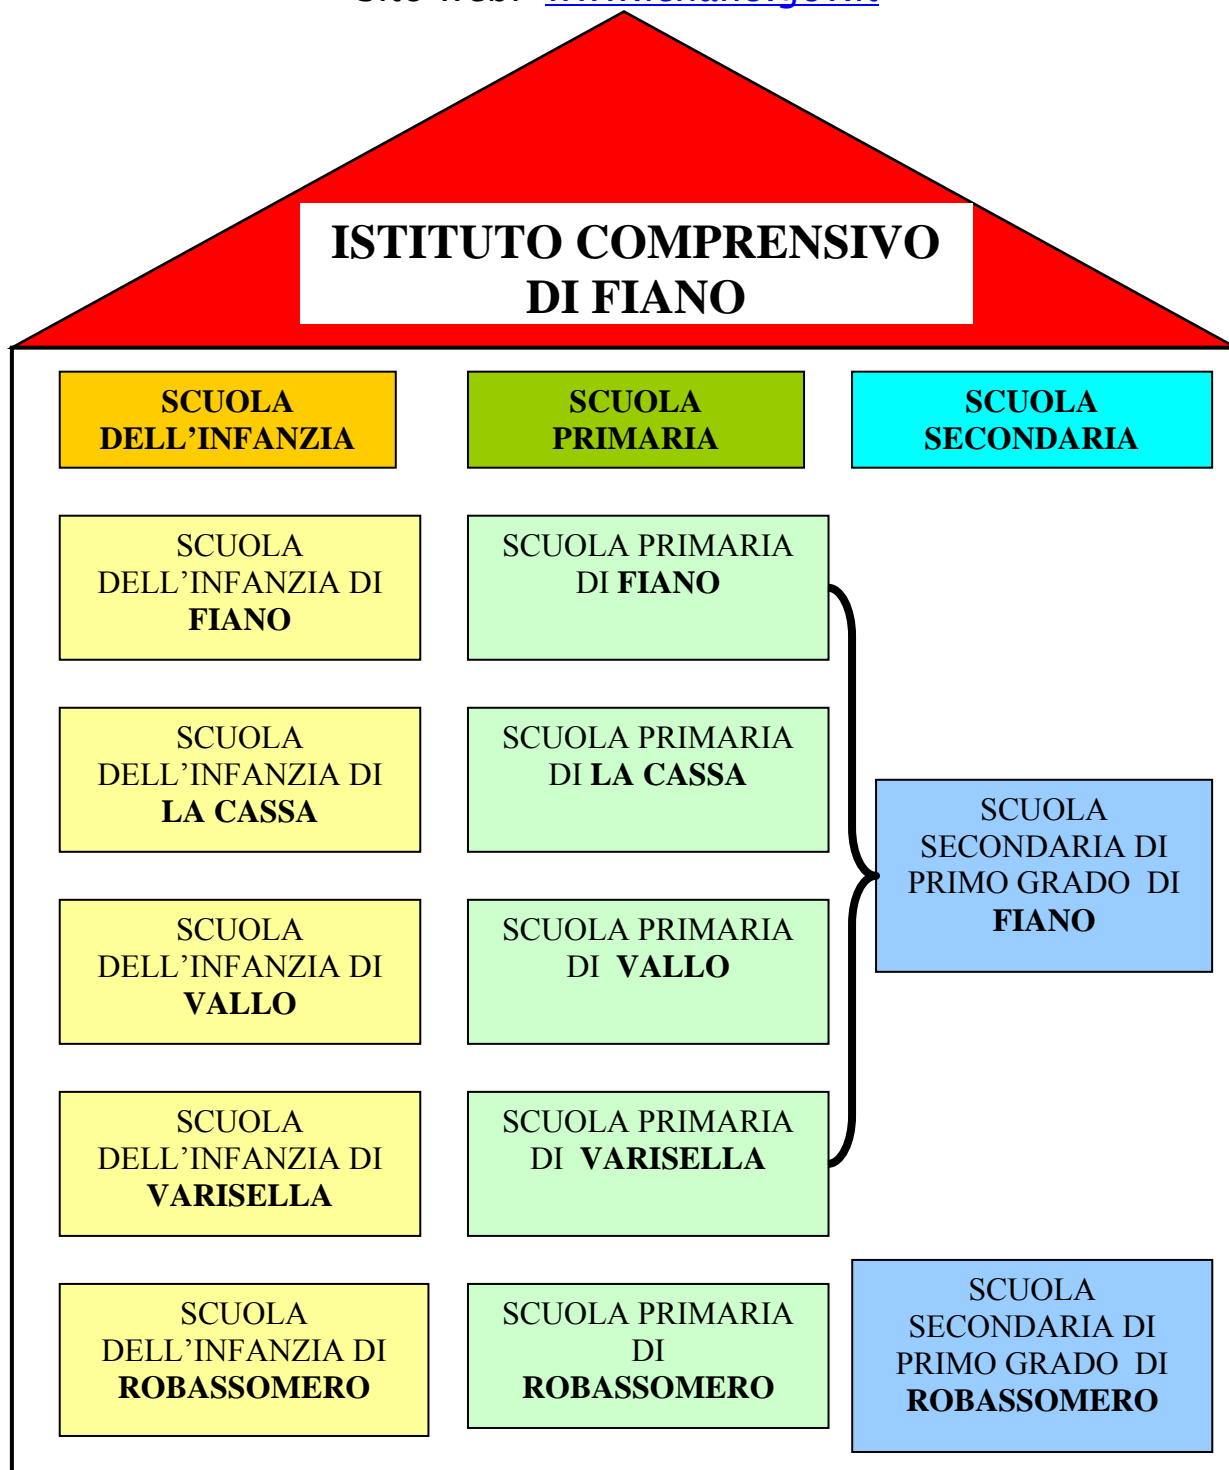 ISTITUTO COMPRENSIVO
DI FIANO
SCUOLA
DELL’INFANZIA
SCUOLA
PRIMARIA
SCUOLA
SECONDARIA
SCUOLA
DELL’INFANZIA DI
FIANO
SCUOLA PRIMARIA
DI FIANO
SCUOLA
DELL’INFANZIA DI
LA CASSA
SCUOLA PRIMARIA
DI LA CASSA
SCUOLA
SECONDARIA DI
PRIMO GRADO DI
FIANO
SCUOLA
DELL’INFANZIA DI
VALLO
SCUOLA PRIMARIA
DI VALLO
SCUOLA
DELL’INFANZIA DI
VARISELLA
SCUOLA PRIMARIA
DI VARISELLA
SCUOLA
DELL’INFANZIA DI
ROBASSOMERO
SCUOLA PRIMARIA
DI
ROBASSOMERO
SCUOLA
SECONDARIA DI
PRIMO GRADO DI
ROBASSOMERO